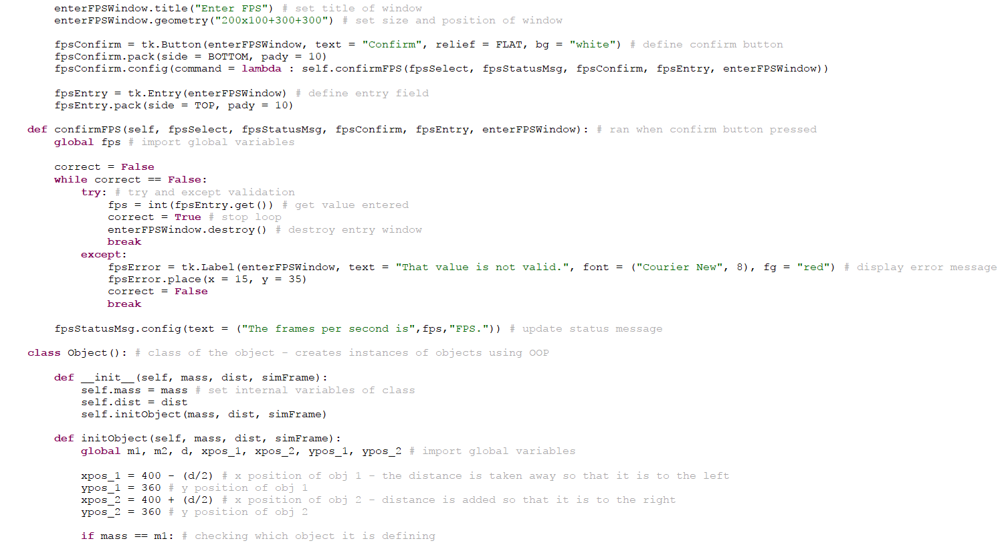 enterFPSWindow.title("Enter FPS") # set title of window
enterFPSWindow.geometry("200x100+300+300") # set size and position of window
fpsConfirm = tk.Button(enterFPSWindow, text = "Confirm", relief = FLAT, bg = "white") # define confirm button
fpsConfirm.pack(side = BOTTOM, pady = 10)
fpsConfirm.config(command = lambda : self.confirmFPS(fpsSelect, fpsStatusMsg, fpsConfirm, fpsEntry, enterFPSWindow))
fpsEntry = tk.Entry(enterFPSWindow) # define entry field
fpsEntry.pack(side = TOP, pady = 10)
def confirmFPS(self, fpsSelect, fpsStatusMsg, fpsConfirm, fpsEntry, enterFPSWindow): # ran when confirm button pressed
global fps # import global variables
correct = False
while correct == False:
try: # try and except validation
fps = int(fpsEntry.get()) # get value entered
correct = True # stop loop
enterFPSWindow.destroy() # destroy entry window
break
except:
fpsError = tk.Label(enterFPSWindow, text = "That value is not valid.", font = ("Courier New", 8), fg = "red") # display error message
fpsError.place(x = 15, y = 35)
correct = False
break
fpsStatusMsg.config(text = ("The frames per second is",fps,"FPS.")) # update status message
class Object(): # class of the object - creates instances of objects using OOP
def __init__(self, mass, dist, simFrame):
self.mass = mass # set internal variables of class
self.dist = dist
self.initObject(mass, dist, simFrame)
def initObject(self, mass, dist, simFrame):
global m1, m2, d, xpos_1, xpos_2, ypos_1, ypos_2 # import global variables
xpos_1 = 400 - (d/2) # x position of obj 1 - the distance is taken away so that it is to the left
ypos_1 = 360 # y position of obj 1
xpos_2 = 400 + (d/2) # x position of obj 2 - distance is added so that it is to the right
ypos_2 = 360 # y position of obj 2
if mass == m1: # checking which object it is defining